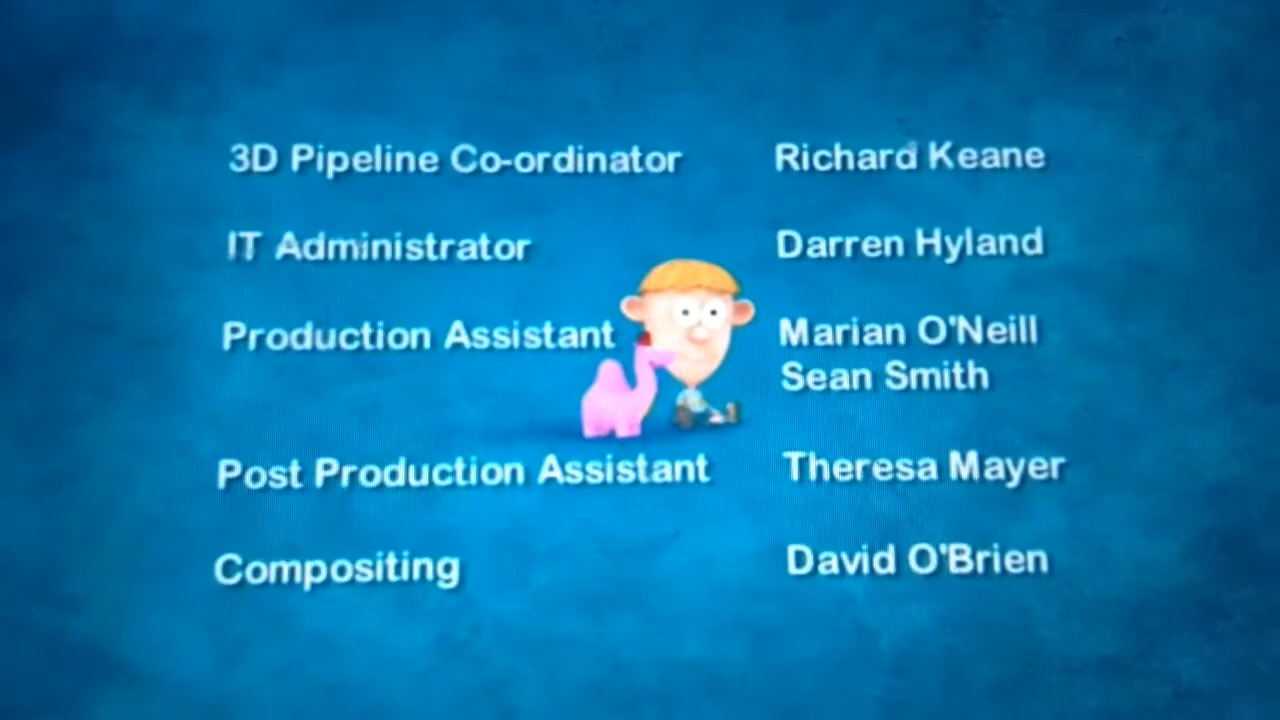 3D Pipeline Co-ordinator Richard Keane
IT Administrator Darren Hyland
Production Assistant Marian O'Neill
Sean Smith
Post Production Assistant Theresa Mayer
Compositing David O'Brien